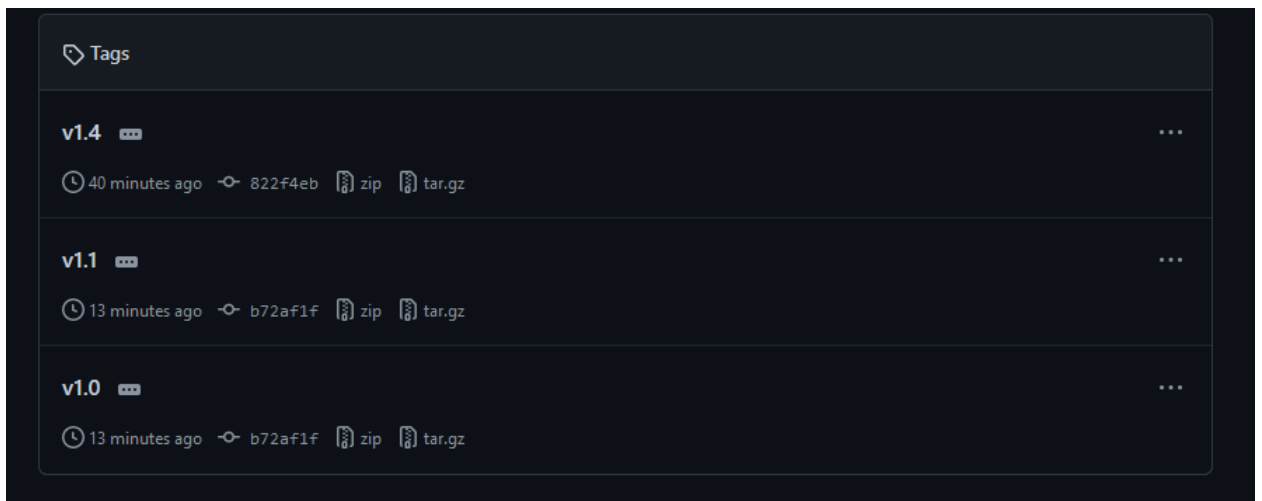 Tags
v1.4
40 minutes ago 822f4eb zip tar.gz
v1.1
13 minutes ago b72af1f zip tar.gz
v1.0
13 minutes ago b72af1f zip tar.gz